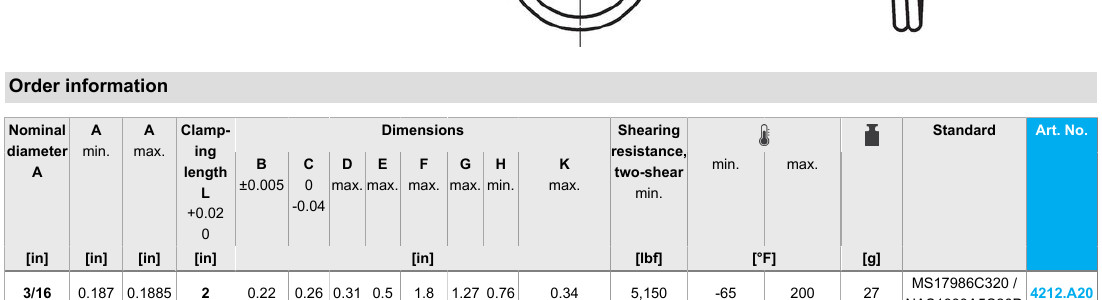 Order information
Nominal diameter A [in]
A min. [in]
A max. [in]
Clamp-ing length L +0.02 0 [in]
Dimensions [in]
B ±0.005
C 0 -0.04
D max.
E max.
F max.
G max.
H min.
K max.
Shearing resistance, two-shear min. [lbf]
min. max. [°F]
[g]
Standard
Art. No.
3/16 0.187 0.1885 2 0.22 0.26 0.31 0.5 1.8 1.27 0.76 0.34 5,150 -65 200 27 MS17986C320 / 4212.A20